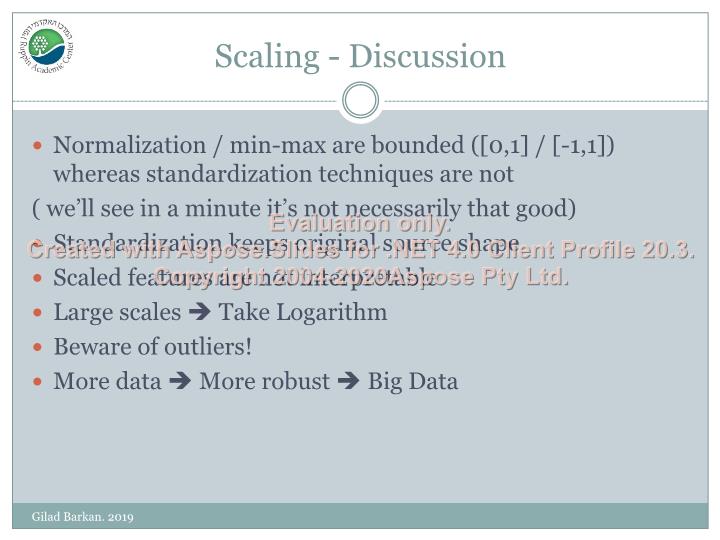 Scaling - Discussion
Ruppin Academic Center
• Normalization / min-max are bounded ([0,1] / [-1,1])
whereas standardization techniques are not
( we’ll see in a minute it’s not necessarily that good)
Evaluation only.
• Standardization keeps original source shape
Created with Aspose.Slides for .NET 4.0 Client Profile 20.3.
• Scaled features are not interpretable
Copyright 2004-2020Aspose Pty Ltd.
• Large scales ➔ Take Logarithm
• Beware of outliers!
• More data ➔ More robust ➔ Big Data
Gilad Barkan. 2019